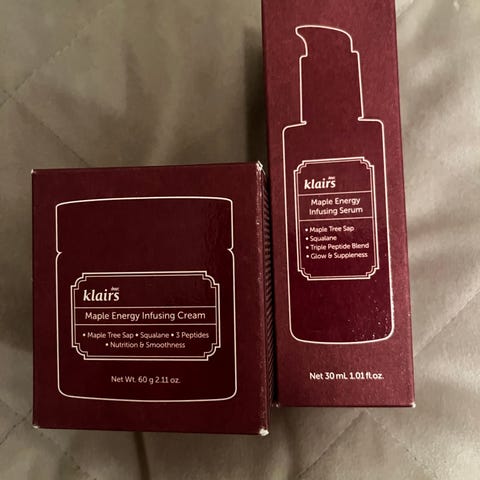 dear,
klairs
Maple Energy Infusing Cream
• Maple Tree Sap • Squalane • 3 Peptides
• Nutrition & Smoothness
Net Wt. 60 g 2.11 oz.
dear,
klairs
Maple Energy
Infusing Serum
• Maple Tree Sap
• Squalane
• Triple Peptide Blend
• Glow & Suppleness
Net 30 mL 1.01 fl.oz.